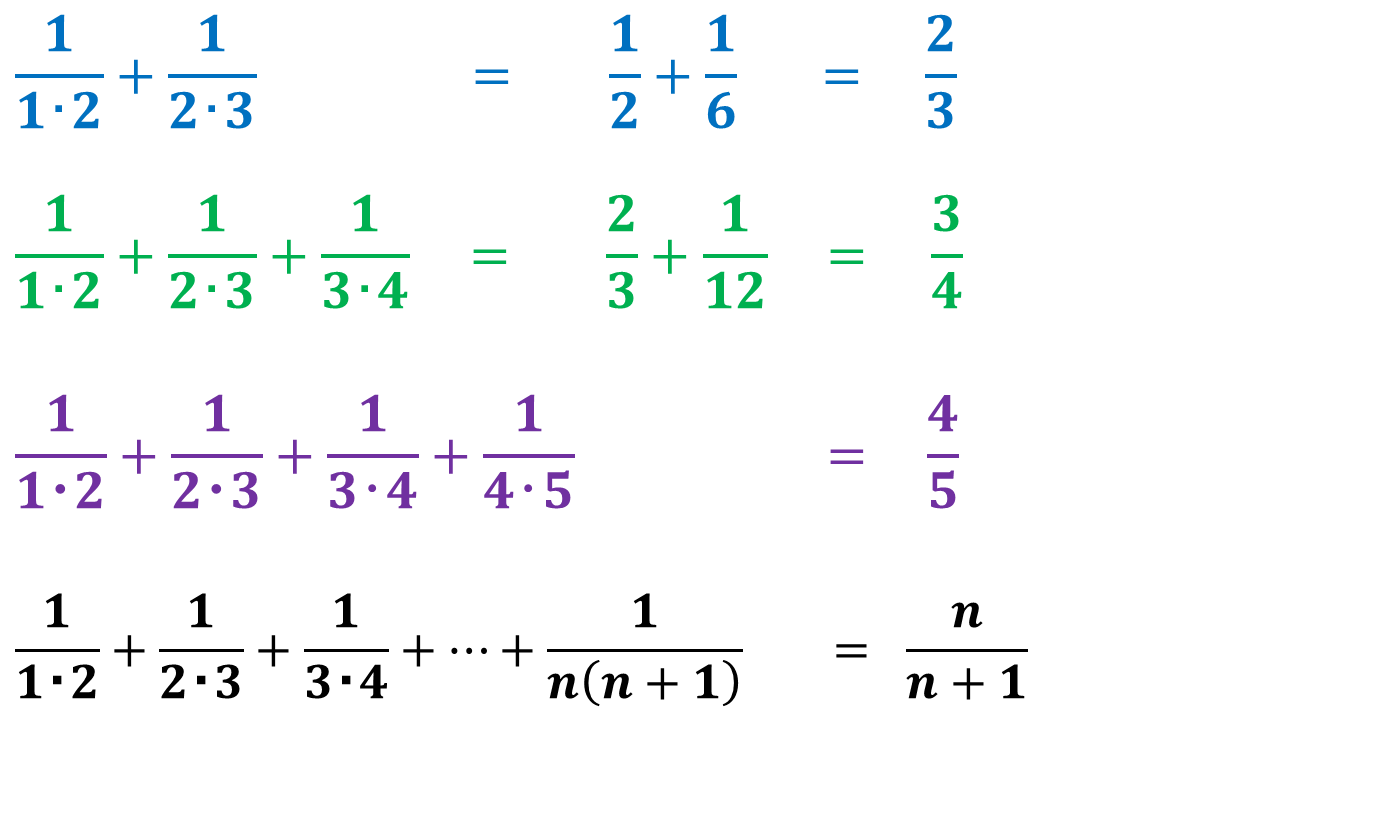 1/(1·2) + 1/(2·3) = 1/2 + 1/6 = 2/3
1/(1·2) + 1/(2·3) + 1/(3·4) = 2/3 + 1/12 = 3/4
1/(1•2) + 1/(2•3) + 1/(3·4) + 1/(4·5) = 4/5
1/(1·2) + 1/(2·3) + 1/(3·4) + ⋯ + 1/(n(n + 1)) = n/(n + 1)